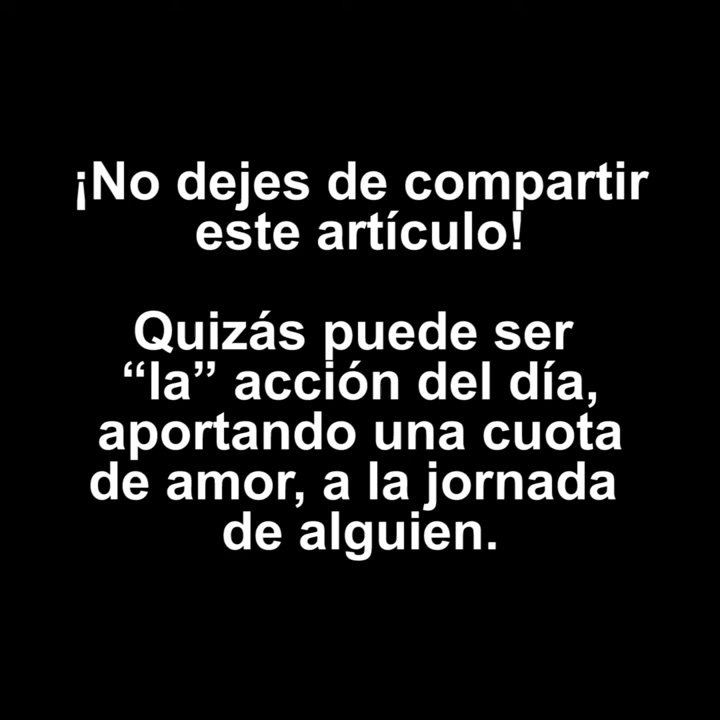 ¡No dejes de compartir
este artículo!
Quizás puede ser
“la” acción del día,
aportando una cuota
de amor, a la jornada
de alguien.